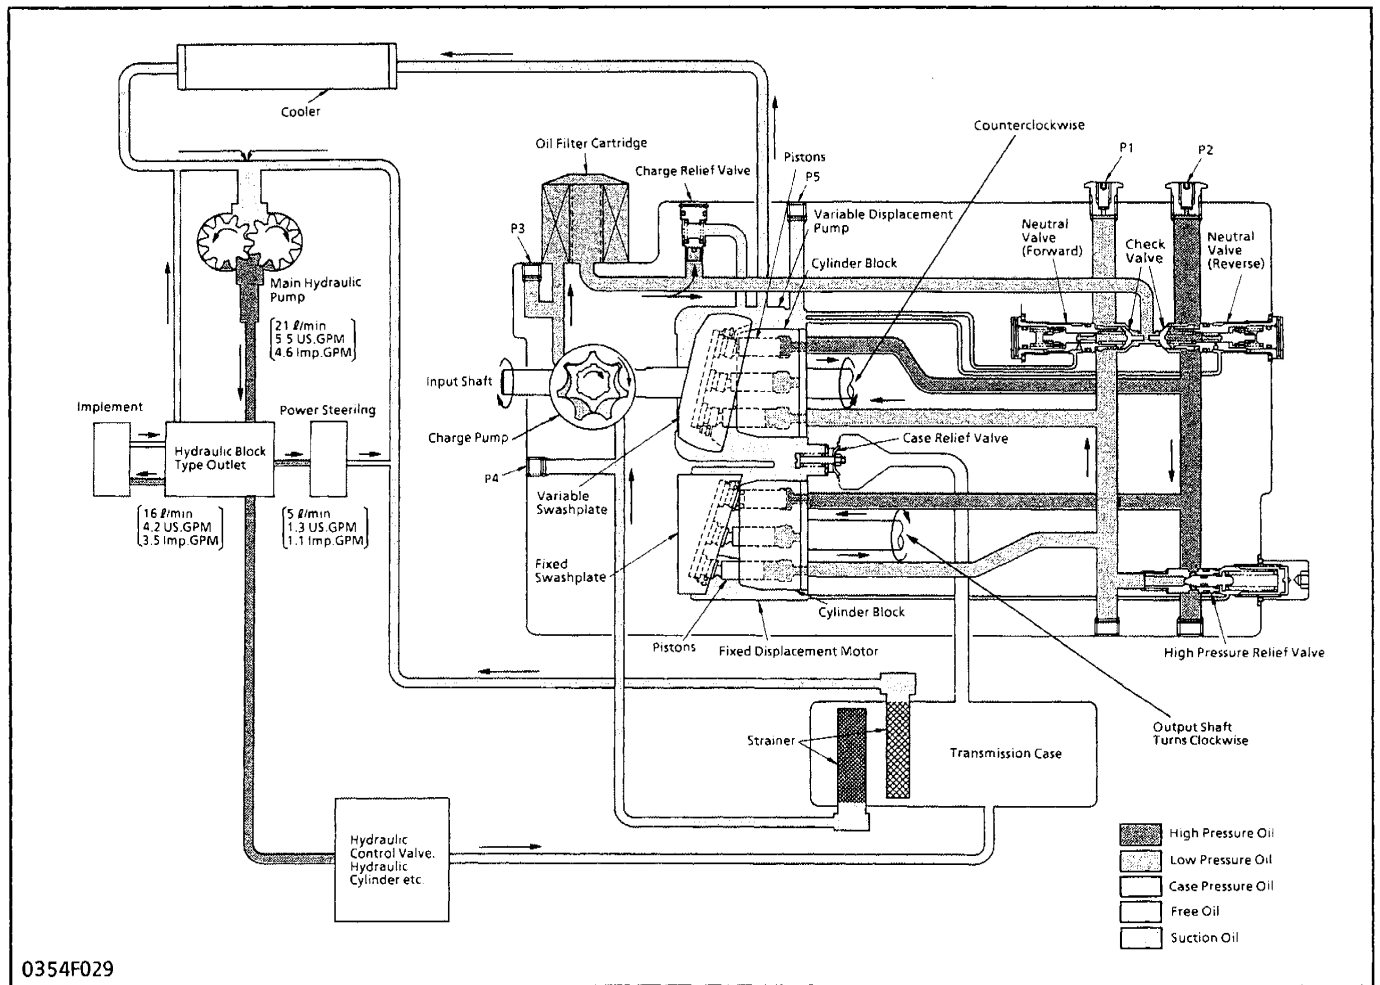 Cooler
Counterclockwise
Oil Filter Cartridge
Charge Relief Valve
Pistons
P5
P1
P2
P3
Variable Displacement
Pump
Neutral
Valve
(Forward)
Check
Valve
Neutral
Valve
(Reverse)
Cylinder Block
Main Hydraulic
Pump
21 ℓ/min
5 5 US.GPM
4.6 Imp.GPM
Input Shaft
Implement
Power Steerilng
Charge Pump
Case Relief Valve
Hydraulic Block
Type Outlet
P4
Variable
Swashplate
16 ℓ/min
4.2 US.GPM
3.5 Imp.GPM
5 ℓ/min
1.3 US.GPM
1.1 Imp.GPM
Fixed
Swashplate
Cylinder Block
Pistons
Fixed Displacement Motor
High Pressure Relief Valve
Strainer
Transmission Case
Output Shaft
Turns Clockwise
Hydraulic
Control Valve.
Hydraulic
Cylinder etc.
High Pressure Oil
Low Pressure Oil
Case Pressure Oil
Free Oil
Suction Oil
0354F029